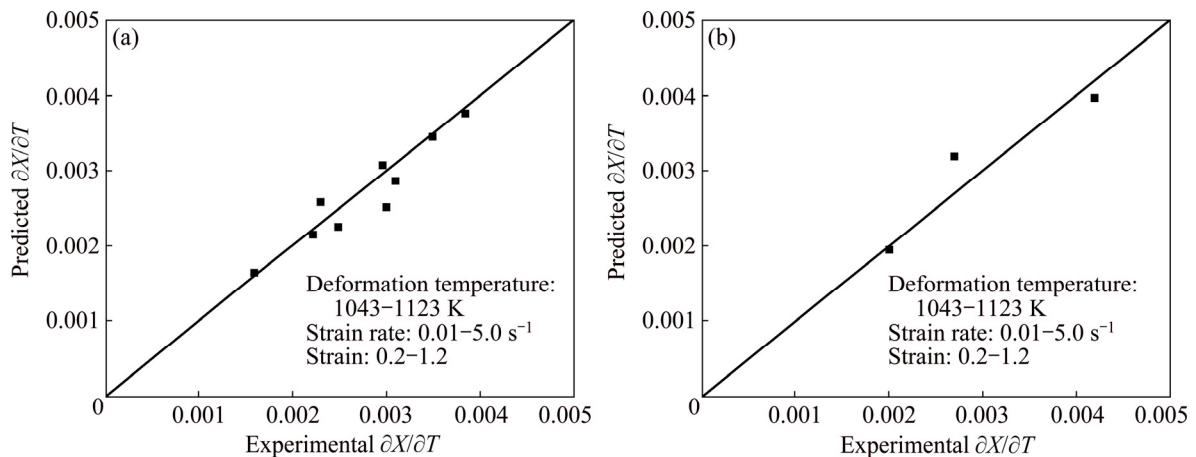 0.005
(a)
0.004
0.003
0.002
0.001
0
0.001
0.002
0.003
0.004
0.005
Predicted ∂X/∂T
Experimental ∂X/∂T
Deformation temperature:
1043−1123 K
Strain rate: 0.01−5.0 s⁻¹
Strain: 0.2−1.2
0.005
(b)
0.004
0.003
0.002
0.001
0
0.001
0.002
0.003
0.004
0.005
Predicted ∂X/∂T
Experimental ∂X/∂T
Deformation temperature:
1043−1123 K
Strain rate: 0.01−5.0 s⁻¹
Strain: 0.2−1.2